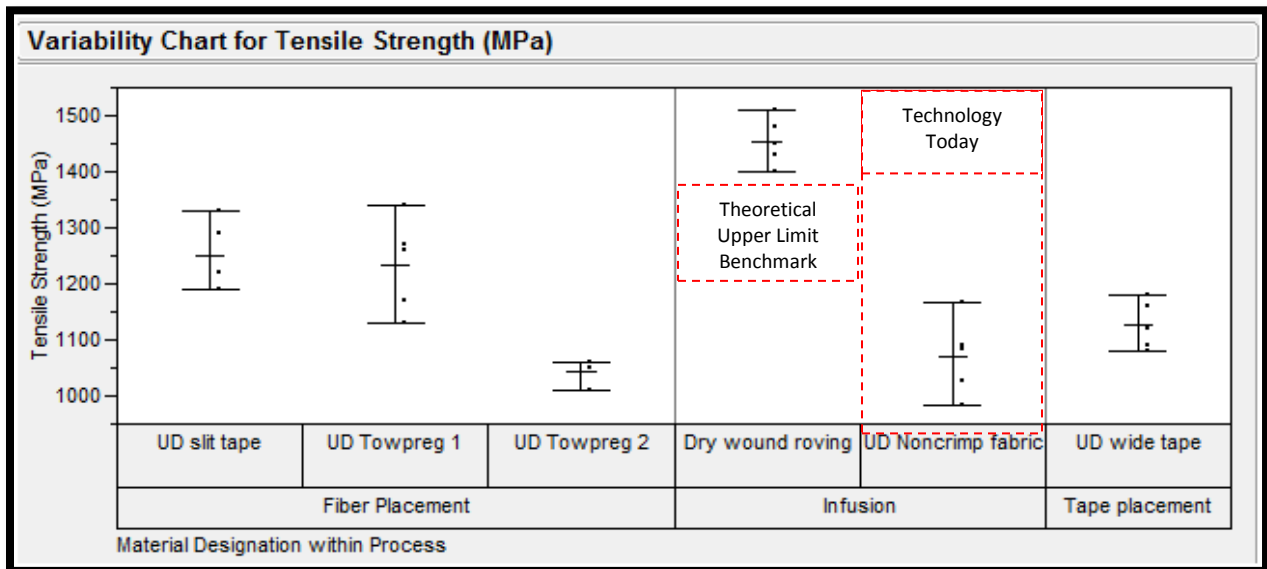 Variability Chart for Tensile Strength (MPa)
Tensile Strength (MPa)
1500
1400
1300
1200
1100
1000
Technology
Today
Theoretical
Upper Limit
Benchmark
UD slit tape
UD Towpreg 1
UD Towpreg 2
Dry wound roving
UD Noncrimp fabric
UD wide tape
Fiber Placement
Infusion
Tape placement
Material Designation within Process